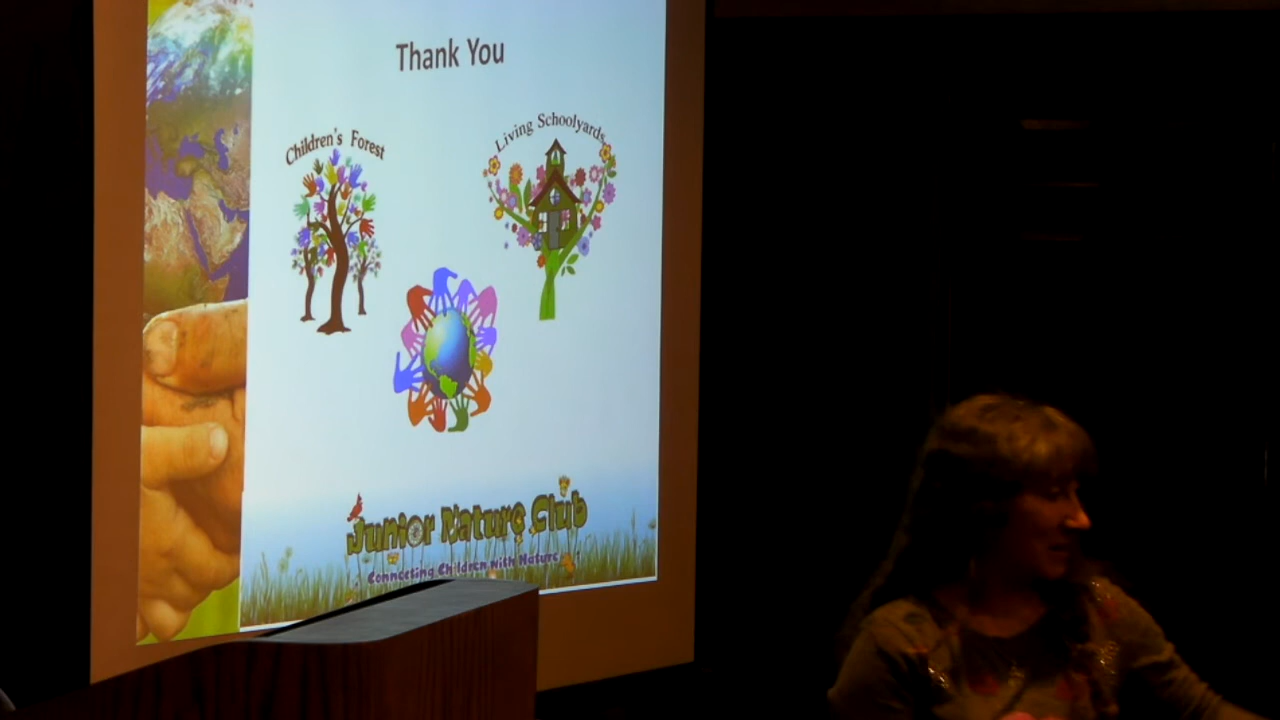 Thank You
Children's Forest
Living Schoolyards
Junior Nature Club
Connecting Children with Nature